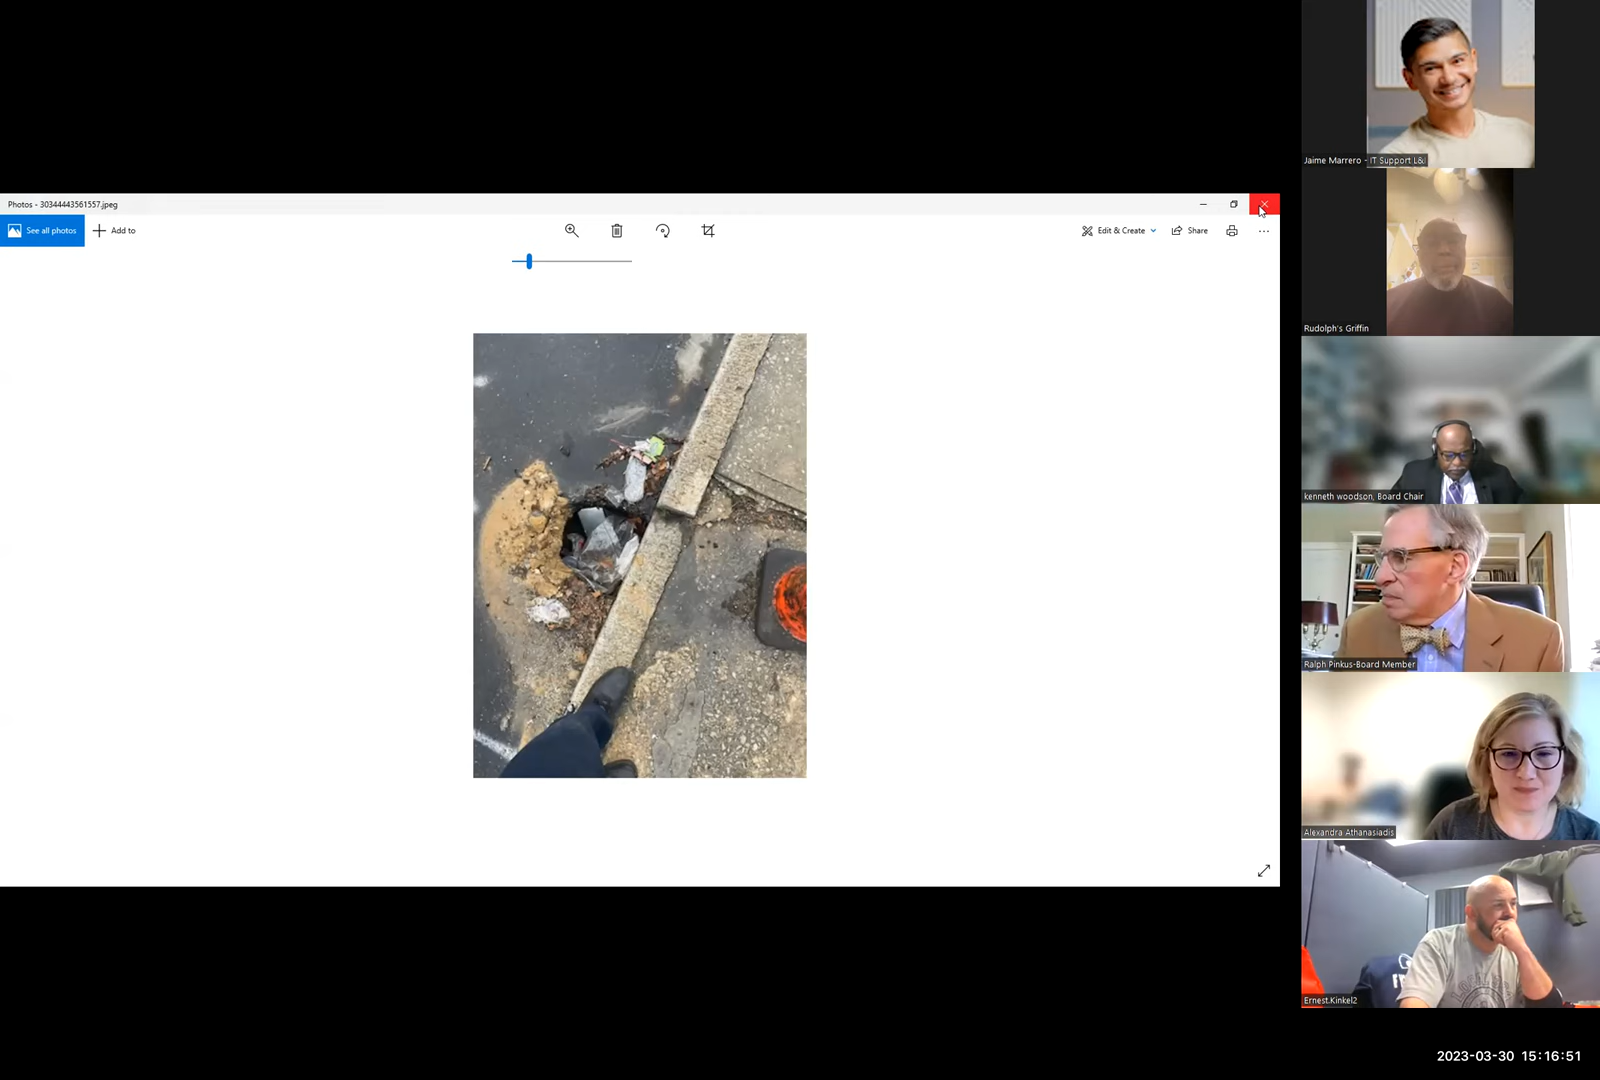 Photos - 30344443561557.jpeg
See all photos
Add to
Edit & Create
Share
Jaime Marrero - IT Support L&I
Rudolph's Griffin
kenneth woodson, Board Chair
Ralph Pinkus-Board Member
Alexandra Athanasiadis
Ernest.Kinkel2
2023-03-30 15:16:51